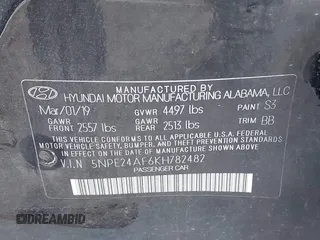 MANUFACTURED BY
HYUNDAI MOTOR MANUFACTURING ALABAMA, LLC
Mar/01/19 GVWR 4497 lbs PAINT S3
GAWR FRONT 2557 lbs GAWR REAR 2513 lbs TRIM BB
THIS VEHICLE CONFORMS TO ALL APPLICABLE FEDERAL MOTOR
VEHICLE SAFETY, BUMPER, AND THEFT PREVENTION STANDARDS
IN EFFECT ON THE DATE OF MANUFACTURE SHOWN ABOVE.
V.I.N 5NPE24AF6KH782482
PASSENGER CAR
DREAMBID